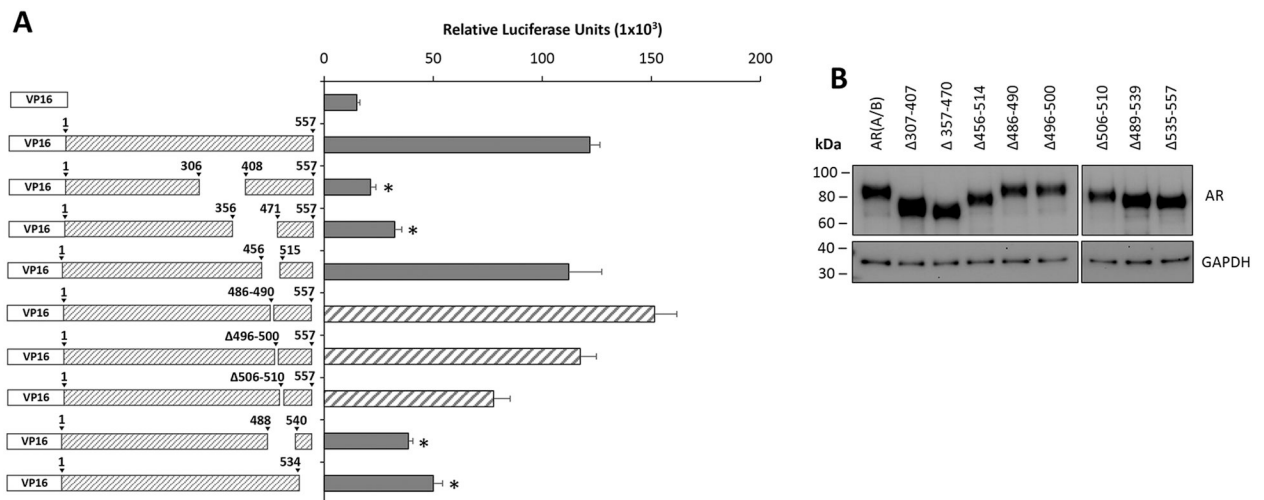 A
Relative Luciferase Units (1x10³)
0 50 100 150 200
VP16
1 557
VP16
1 306 408 557
VP16 *
1 356 471 557
VP16 *
1 456 515 557
VP16
1 486-490 557
VP16
1 Δ496-500 557
VP16
1 Δ506-510 557
VP16
1 488 540
VP16 *
1 534
VP16 *
B
kDa
AR(A/B)
Δ307-407
Δ 357-470
Δ456-514
Δ486-490
Δ496-500
Δ506-510
Δ489-539
Δ535-557
100
80
60
AR
40
30
GAPDH